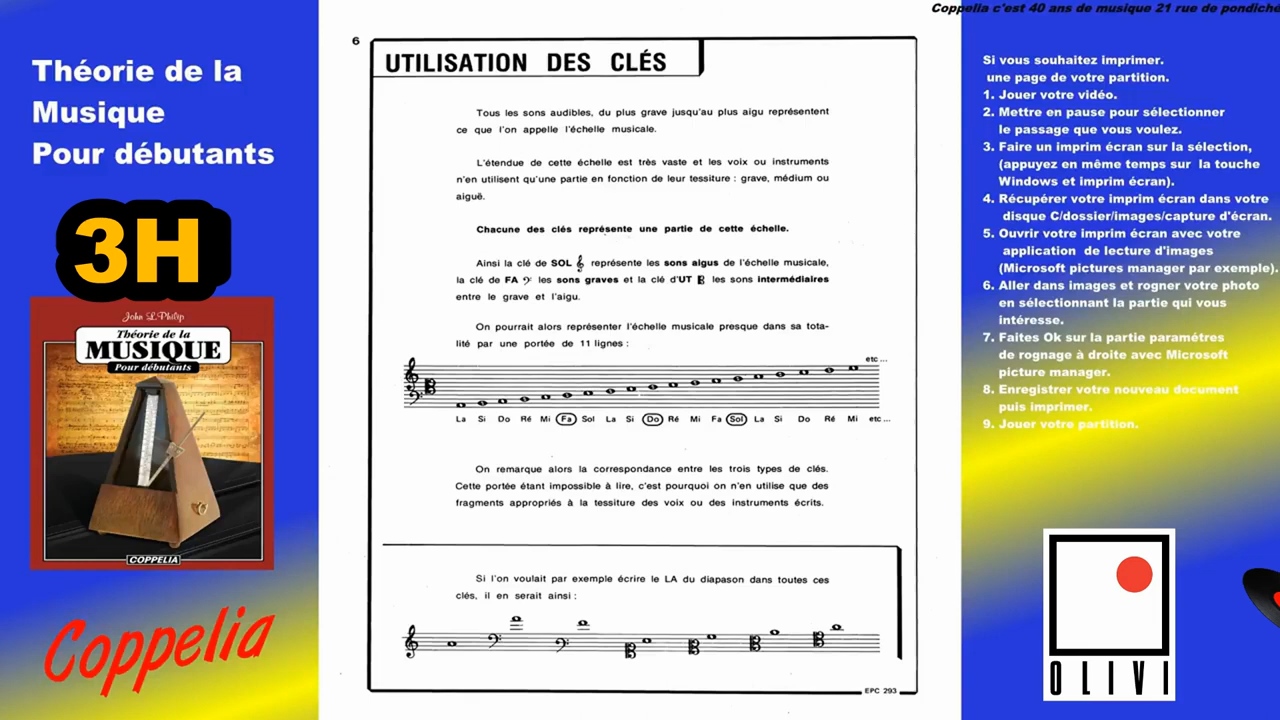 Coppelia c'est 40 ans de musique 21 rue de pondiché
Théorie de la
Musique
Pour débutants
3H
John L. Philip
Théorie de la
MUSIQUE
Pour débutants
COPPELIA
Coppelia
6
UTILISATION DES CLÉS
Tous les sons audibles, du plus grave jusqu'au plus aigu représentent
ce que l'on appelle l'échelle musicale.
L'étendue de cette échelle est très vaste et les voix ou instruments
n'en utilisent qu'une partie en fonction de leur tessiture : grave, médium ou
aiguë.
Chacune des clés représente une partie de cette échelle.
Ainsi la clé de SOL représente les sons aigus de l'échelle musicale,
la clé de FA les sons graves et la clé d'UT les sons intermédiaires
entre le grave et l'aigu.
On pourrait alors représenter l'échelle musicale presque dans sa tota-
lité par une portée de 11 lignes :
etc ...
La Si Do Ré Mi Fa Sol La Si Do Ré Mi Fa Sol La Si Do Ré Mi etc ...
On remarque alors la correspondance entre les trois types de clés.
Cette portée étant impossible à lire, c'est pourquoi on n'en utilise que des
fragments appropriés à la tessiture des voix ou des instruments écrits.
Si l'on voulait par exemple écrire le LA du diapason dans toutes ces
clés, il en serait ainsi :
EPC 293
Si vous souhaitez imprimer.
une page de votre partition.
1. Jouer votre vidéo.
2. Mettre en pause pour sélectionner
le passage que vous voulez.
3. Faire un imprim écran sur la sélection,
(appuyez en même temps sur la touche
Windows et imprim écran).
4. Récupérer votre imprim écran dans votre
disque C/dossier/images/capture d'écran.
5. Ouvrir votre imprim écran avec votre
application de lecture d'images
(Microsoft pictures manager par exemple).
6. Aller dans images et rogner votre photo
en sélectionnant la partie qui vous
intéresse.
7. Faites Ok sur la partie paramétres
de rognage à droite avec Microsoft
picture manager.
8. Enregistrer votre nouveau document
puis imprimer.
9. Jouer votre partition.
OLIVI